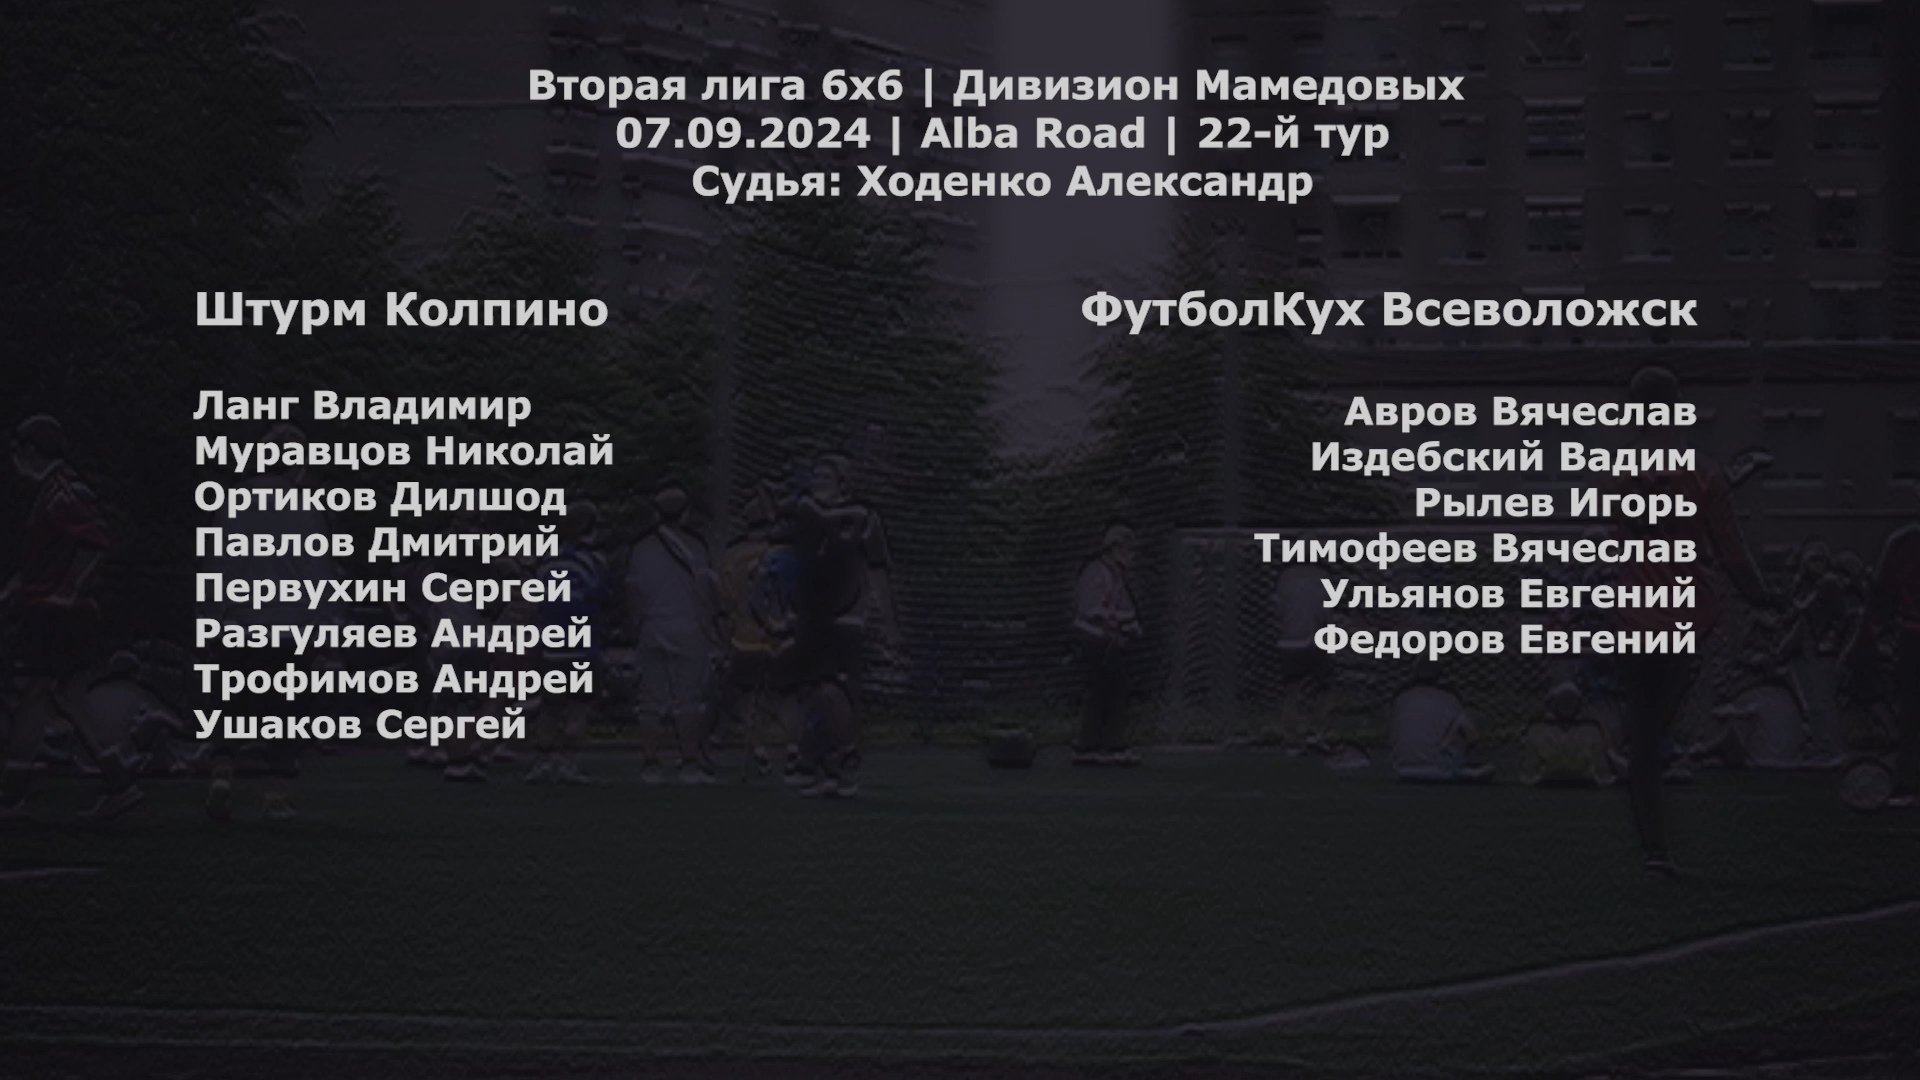 Вторая лига 6х6 | Дивизион Мамедовых
07.09.2024 | Alba Road | 22-й тур
Судья: Ходенко Александр
Штурм Колпино
Ланг Владимир
Муравцов Николай
Ортиков Дилшод
Павлов Дмитрий
Первухин Сергей
Разгуляев Андрей
Трофимов Андрей
Ушаков Сергей
ФутболКух Всеволожск
Авров Вячеслав
Издебский Вадим
Рылев Игорь
Тимофеев Вячеслав
Ульянов Евгений
Федоров Евгений